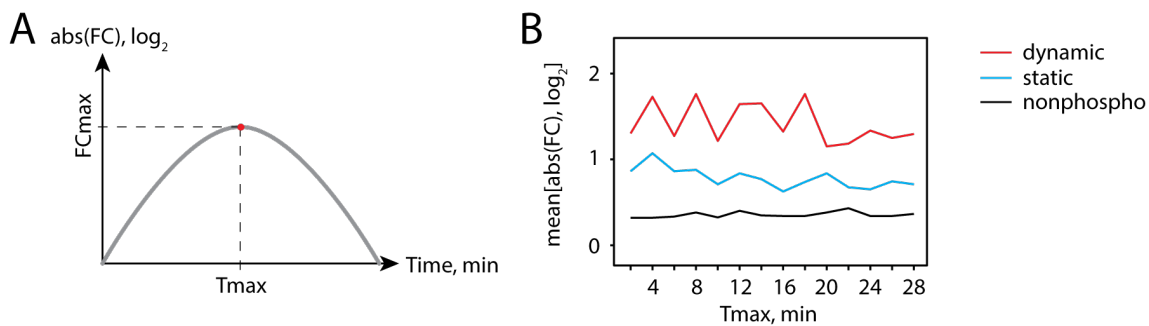 A
abs(FC), log2
FCmax
Time, min
Tmax
B
mean[abs(FC), log2]
2
1
0
4 8 12 16 20 24 28
Tmax, min
dynamic
static
nonphospho